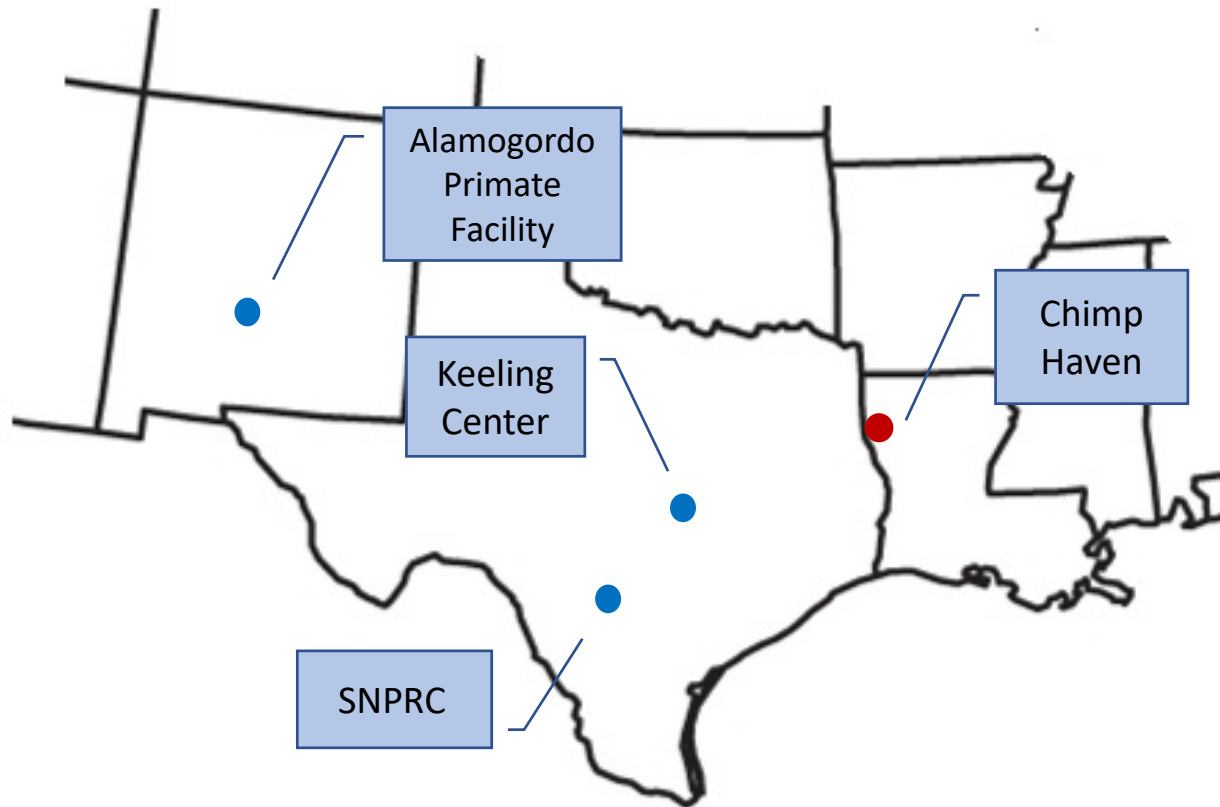 Alamogordo
Primate
Facility
Chimp
Haven
Keeling
Center
SNPRC